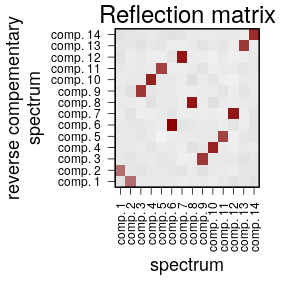 Reflection matrix
reverse compementary
spectrum
comp. 14
comp. 13
comp. 12
comp. 11
comp. 10
comp. 9
comp. 8
comp. 7
comp. 6
comp. 5
comp. 4
comp. 3
comp. 2
comp. 1
comp. 1
comp. 2
comp. 3
comp. 4
comp. 5
comp. 6
comp. 7
comp. 8
comp. 9
comp. 10
comp. 11
comp. 12
comp. 13
comp. 14
spectrum